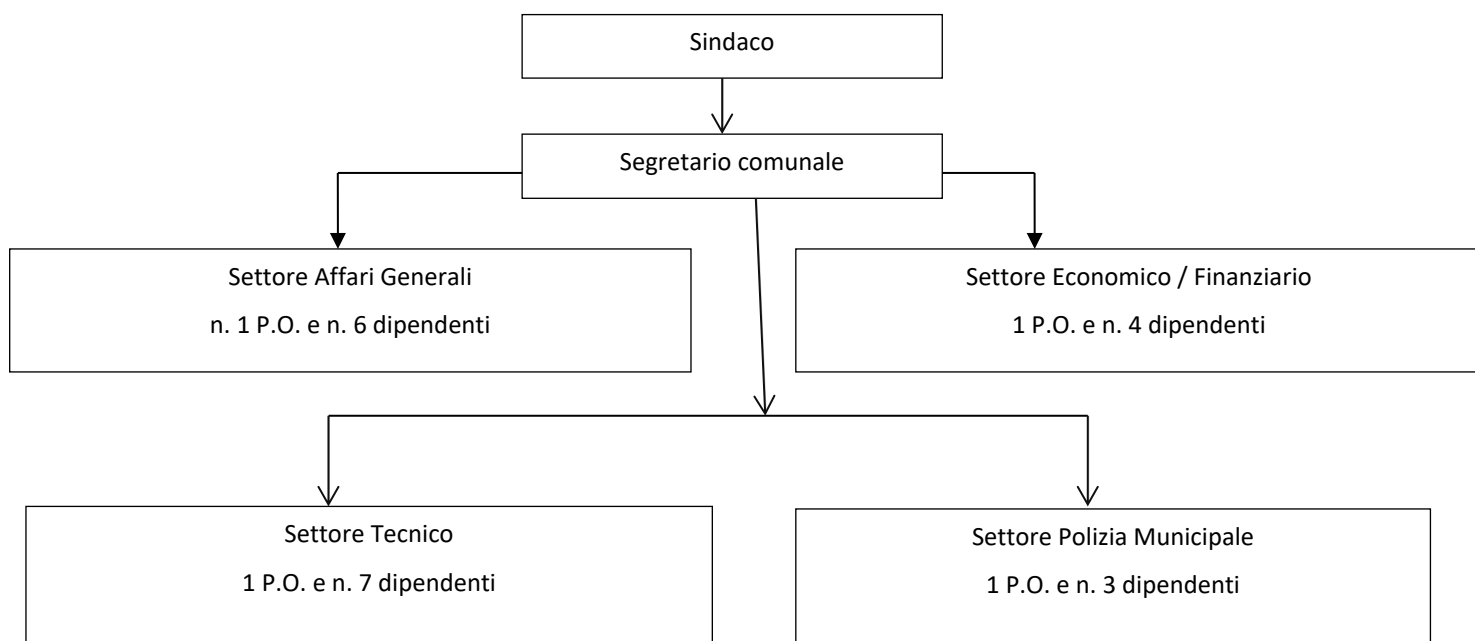 Sindaco
Segretario comunale
Settore Affari Generali
n. 1 P.O. e n. 6 dipendenti
Settore Economico / Finanziario
1 P.O. e n. 4 dipendenti
Settore Tecnico
1 P.O. e n. 7 dipendenti
Settore Polizia Municipale
1 P.O. e n. 3 dipendenti